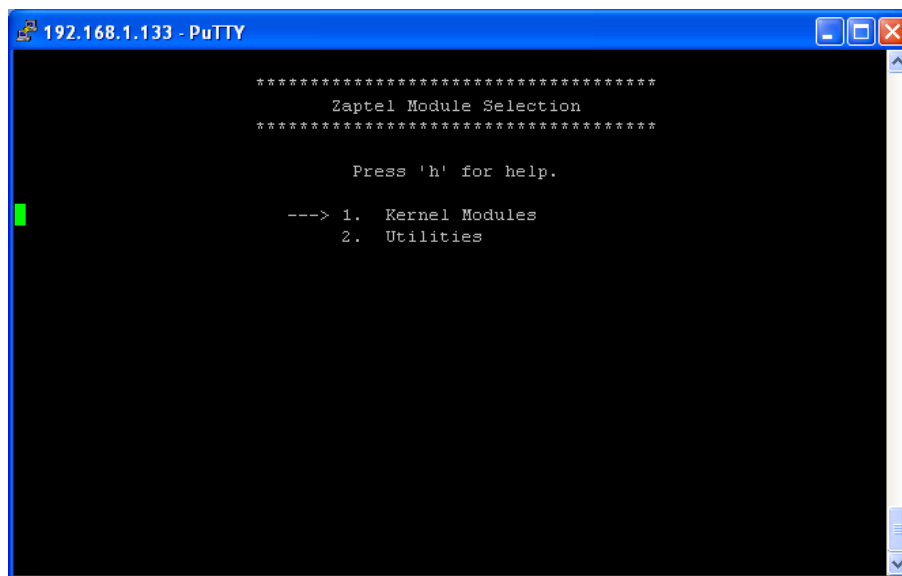 192.168.1.133 - PuTTY
*************************************
Zaptel Module Selection
*************************************
Press 'h' for help.
---> 1. Kernel Modules
2. Utilities